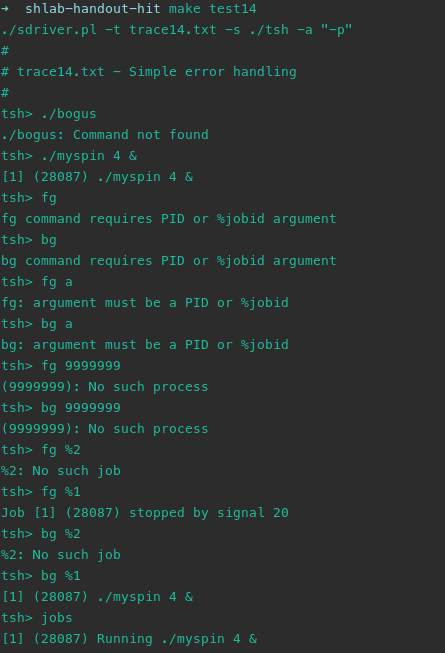 ➜  shlab-handout-hit make test14
./sdriver.pl -t trace14.txt -s ./tsh -a "-p"
#
# trace14.txt - Simple error handling
#
tsh> ./bogus
./bogus: Command not found
tsh> ./myspin 4 &
[1] (28087) ./myspin 4 &
tsh> fg
fg command requires PID or %jobid argument
tsh> bg
bg command requires PID or %jobid argument
tsh> fg a
fg: argument must be a PID or %jobid
tsh> bg a
bg: argument must be a PID or %jobid
tsh> fg 9999999
(9999999): No such process
tsh> bg 9999999
(9999999): No such process
tsh> fg %2
%2: No such job
tsh> fg %1
Job [1] (28087) stopped by signal 20
tsh> bg %2
%2: No such job
tsh> bg %1
[1] (28087) ./myspin 4 &
tsh> jobs
[1] (28087) Running ./myspin 4 &